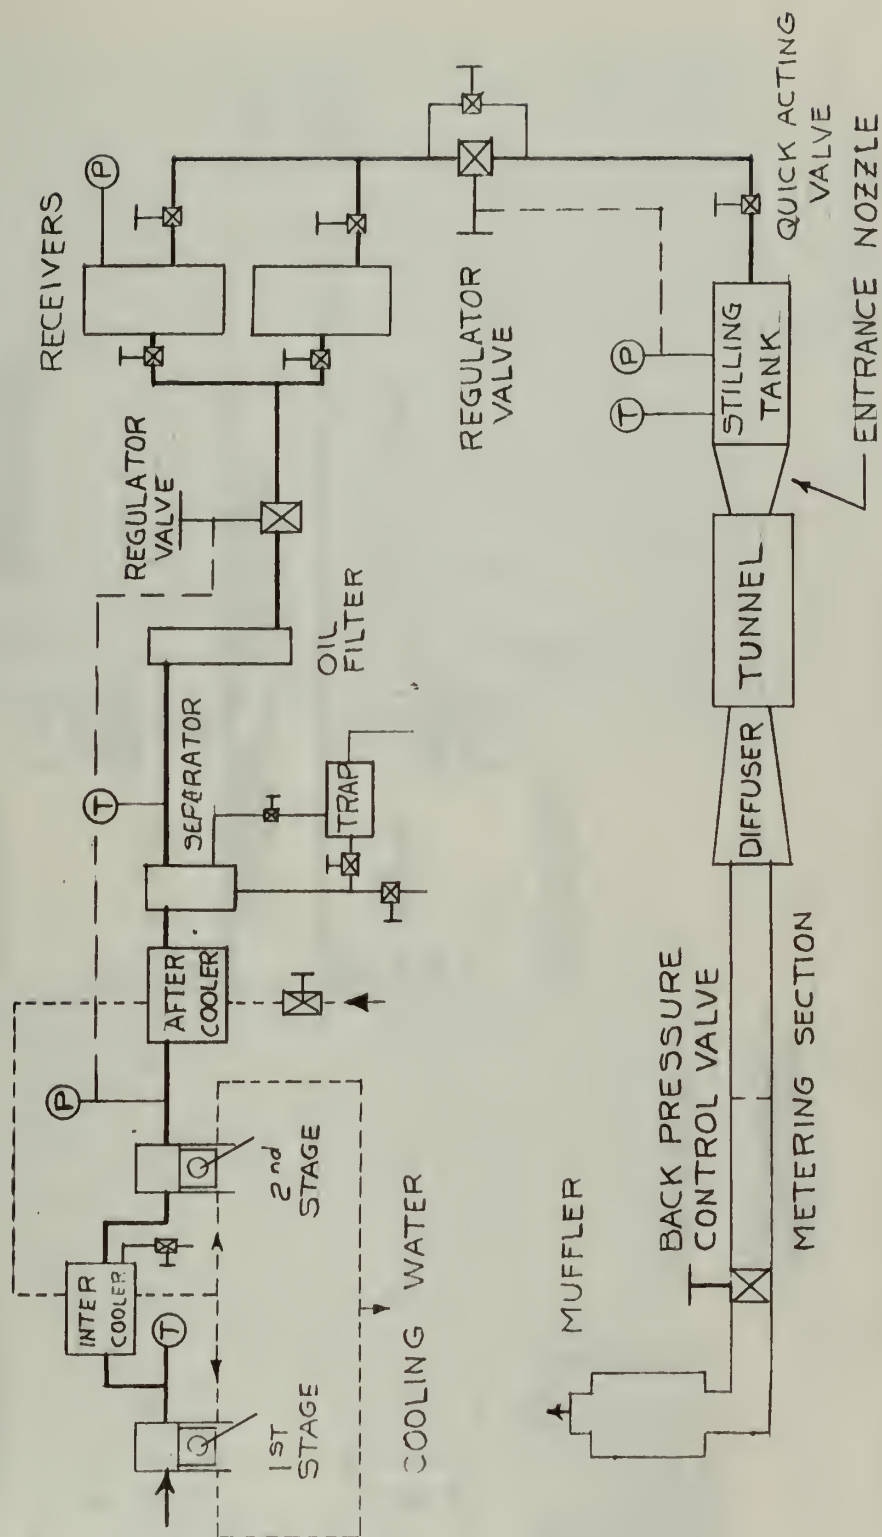 1ST
STAGE
T
INTER
COOLER
2nd
STAGE
COOLING WATER
P
AFTER
COOLER
SEPARATOR
T
TRAP
OIL
FILTER
REGULATOR
VALVE
RECEIVERS
P
REGULATOR
VALVE
MUFFLER
BACK PRESSURE
CONTROL VALVE
METERING SECTION
DIFFUSER
TUNNEL
T
P
STILLING
TANK
QUICK ACTING
VALVE
ENTRANCE NOZZLE